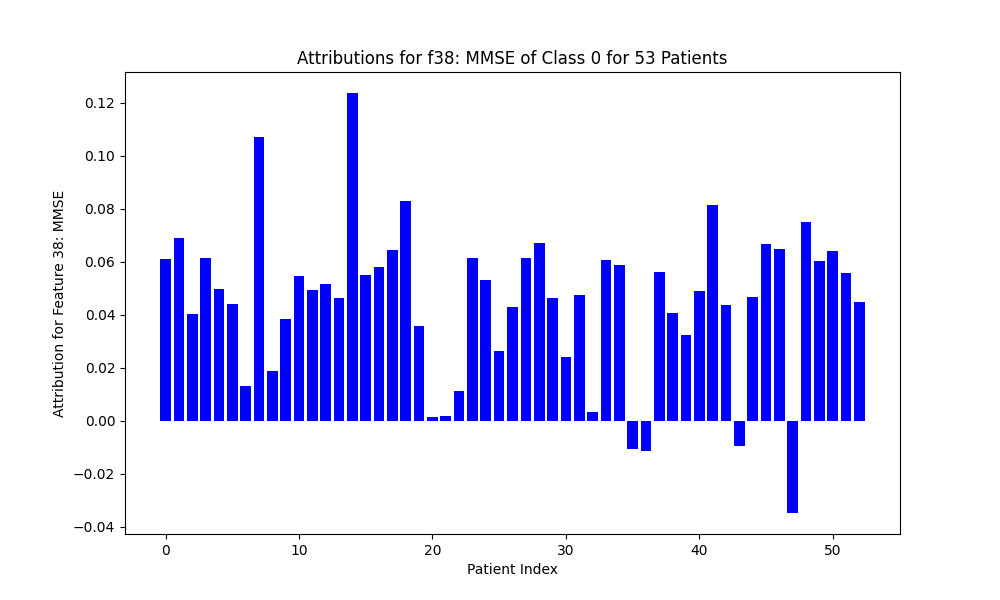 Attributions for f38: MMSE of Class 0 for 53 Patients
Attribution for Feature 38: MMSE
0.12
0.10
0.08
0.06
0.04
0.02
0.00
−0.02
−0.04
0 10 20 30 40 50
Patient Index